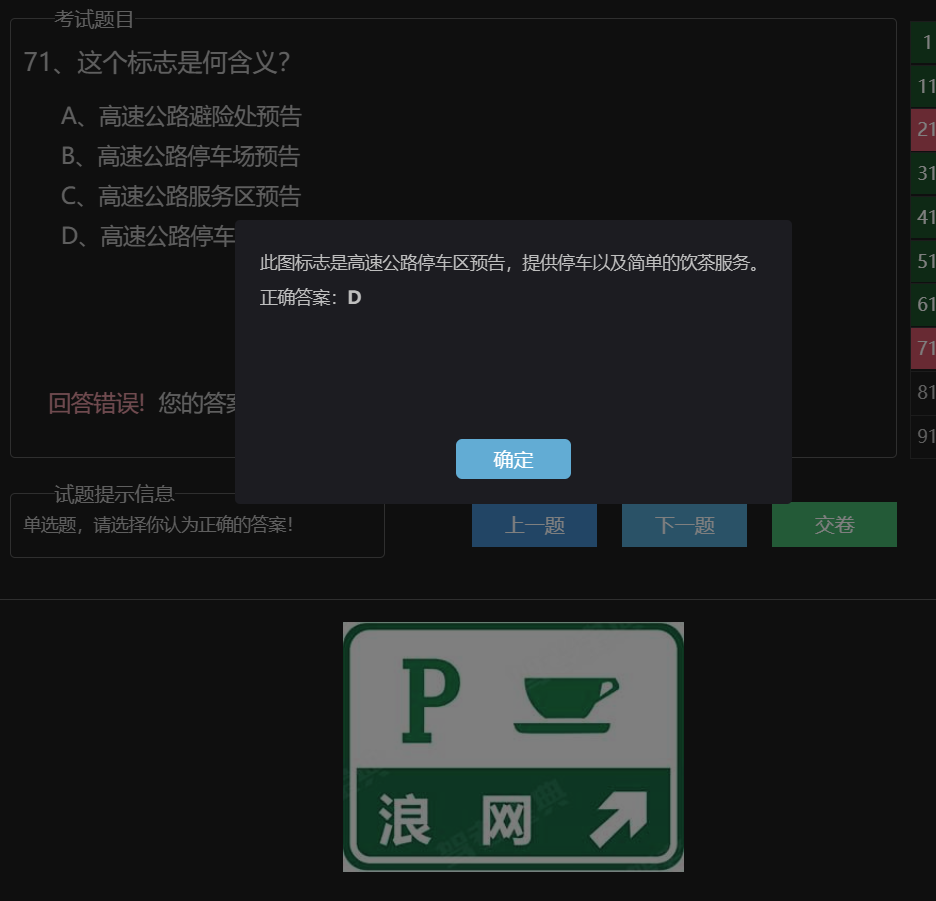 考试题目
71、这个标志是何含义？
A、高速公路避险处预告
B、高速公路停车场预告
C、高速公路服务区预告
D、高速公路停车
此图标志是高速公路停车区预告，提供停车以及简单的饮茶服务。
正确答案：D
回答错误！您的答案
确定
试题提示信息
单选题，请选择你认为正确的答案！
上一题
下一题
交卷
1
11
21
31
41
51
61
71
81
91
P
浪 网